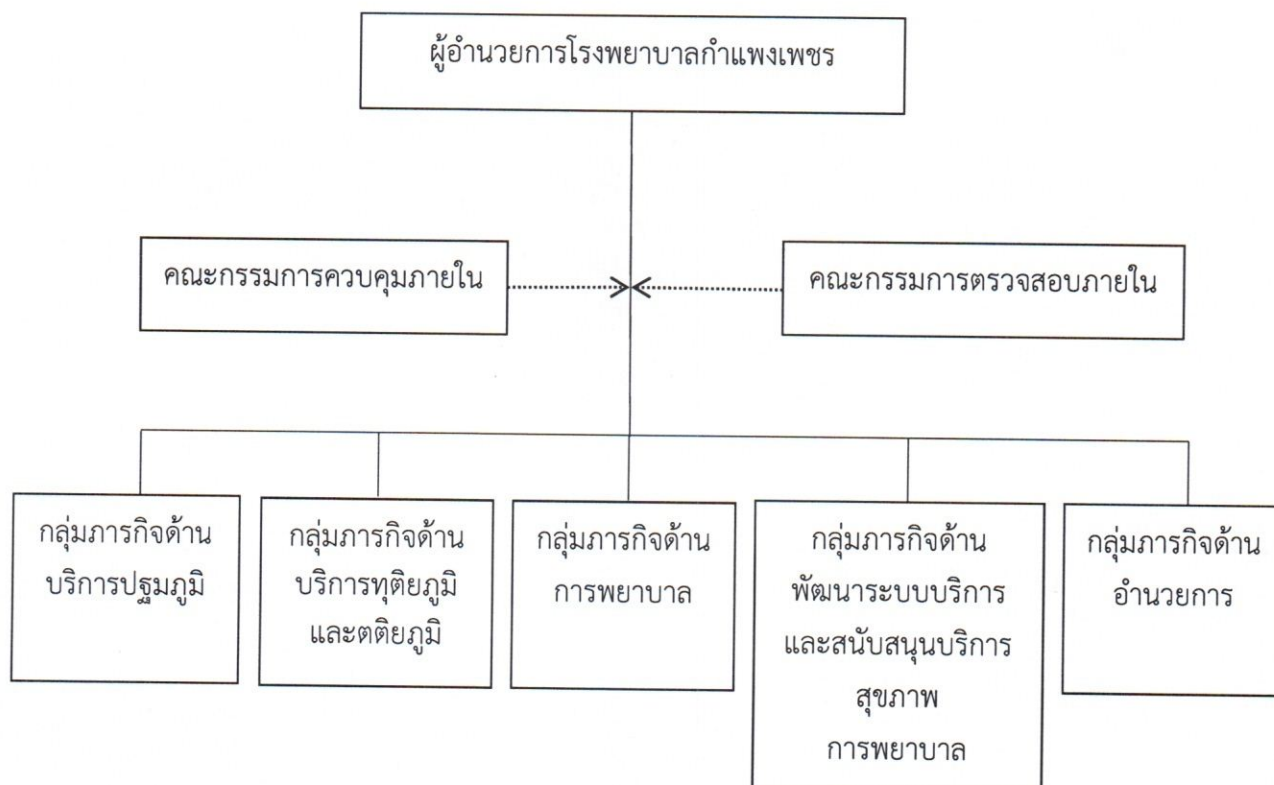 ผู้อำนวยการโรงพยาบาลกำแพงเพชร
คณะกรรมการควบคุมภายใน
คณะกรรมการตรวจสอบภายใน
กลุ่มภารกิจด้าน
บริการปฐมภูมิ
กลุ่มภารกิจด้าน
บริการทุติยภูมิ
และตติยภูมิ
กลุ่มภารกิจด้าน
การพยาบาล
กลุ่มภารกิจด้าน
พัฒนาระบบบริการ
และสนับสนุนบริการ
สุขภาพ
การพยาบาล
กลุ่มภารกิจด้าน
อำนวยการ